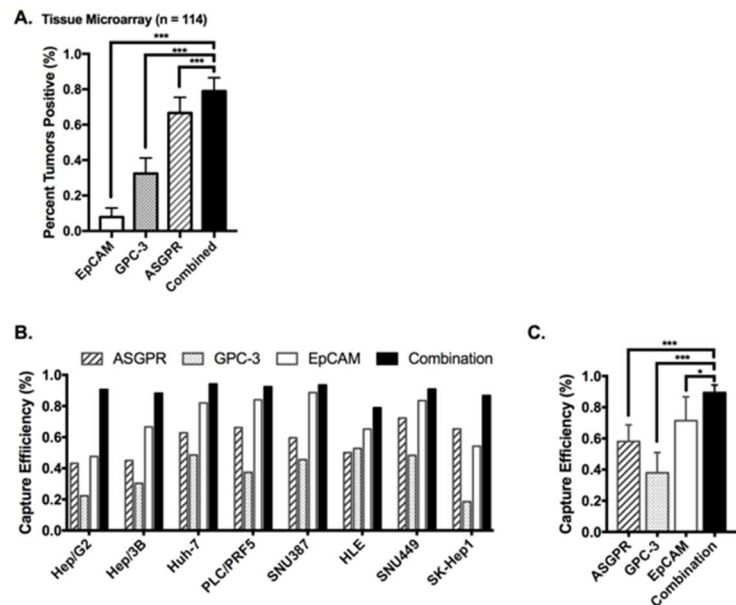 A. Tissue Microarray (n = 114)
***
***
***
Percent Tumors Positive (%)
1.0
0.8
0.6
0.4
0.2
0.0
EpCAM
GPC-3
ASGPR
Combined
B.
ASGPR GPC-3 EpCAM Combination
Capture Efficiency (%)
1.0
0.8
0.6
0.4
0.2
0.0
Hep/G2
Hep/3B
Huh-7
PLC/PRF5
SNU387
HLE
SNU449
SK-Hep1
C.
***
***
*
Capture Efficiency (%)
1.0
0.8
0.6
0.4
0.2
0.0
ASGPR
GPC-3
EpCAM
Combination